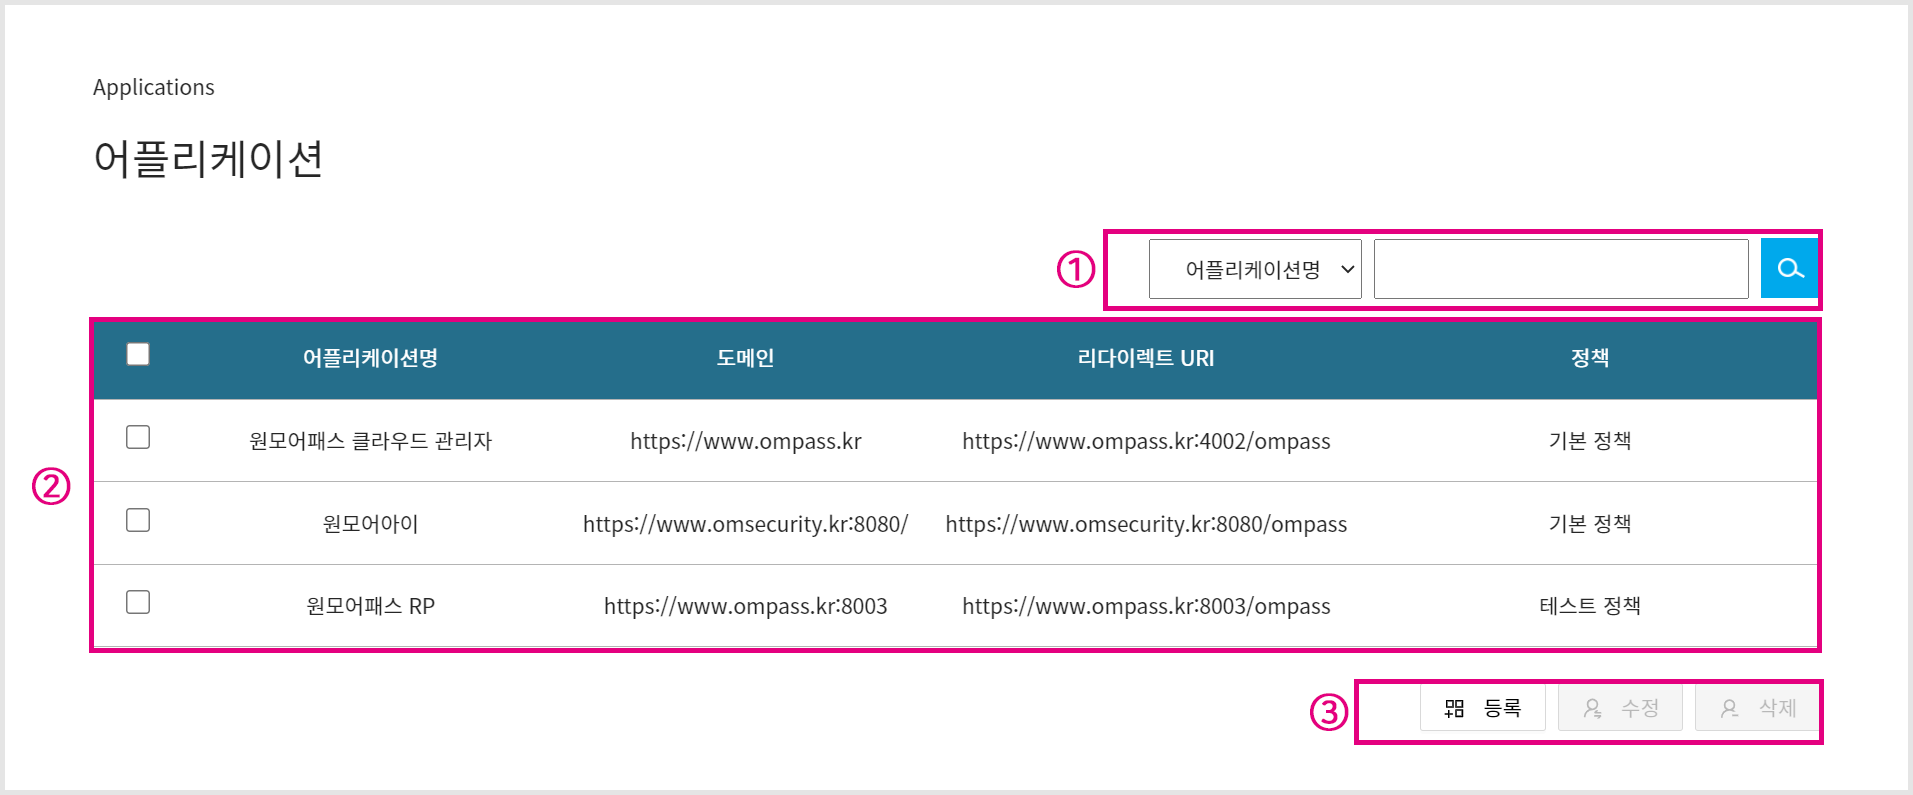 Applications
어플리케이션
① 어플리케이션명
어플리케이션명 도메인 리다이렉트 URI 정책
원모어패스 클라우드 관리자 https://www.ompass.kr https://www.ompass.kr:4002/ompass 기본 정책
②
원모어아이 https://www.omsecurity.kr:8080/ https://www.omsecurity.kr:8080/ompass 기본 정책
원모어패스 RP https://www.ompass.kr:8003 https://www.ompass.kr:8003/ompass 테스트 정책
③ 등록 수정 삭제